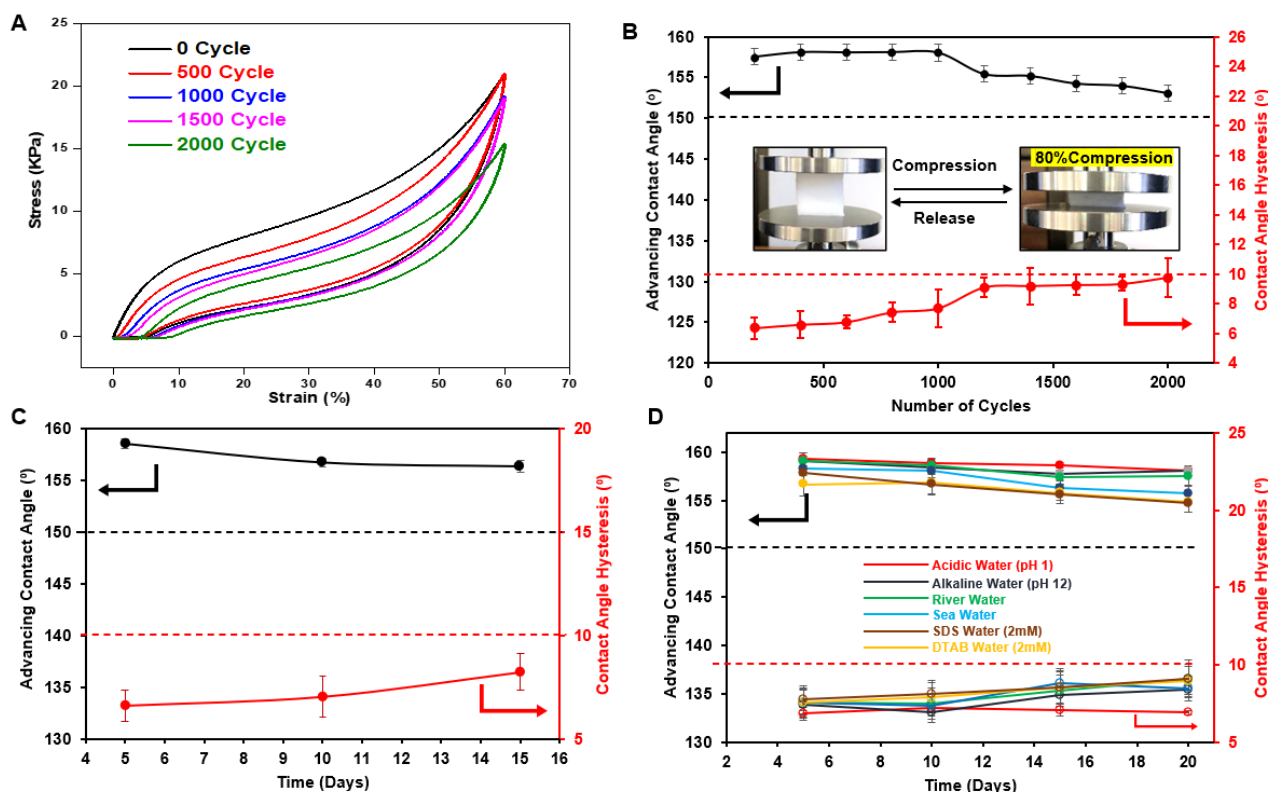 A
25
20
15
10
5
0
Stress (KPa)
0 Cycle
500 Cycle
1000 Cycle
1500 Cycle
2000 Cycle
0 10 20 30 40 50 60 70
Strain (%)
B
160
155
150
145
140
135
130
125
120
Advancing Contact Angle (º)
Compression
Release
80%Compression
26
24
22
20
18
16
14
12
10
8
6
4
Contact Angle Hysteresis (º)
0 500 1000 1500 2000
Number of Cycles
C
160
155
150
145
140
135
130
Advancing Contact Angle (º)
20
15
10
5
Contact Angle Hysteresis (º)
4 5 6 7 8 9 10 11 12 13 14 15 16
Time (Days)
D
160
155
150
145
140
135
130
Advancing Contact Angle (º)
Acidic Water (pH 1)
Alkaline Water (pH 12)
River Water
Sea Water
SDS Water (2mM)
DTAB Water (2mM)
25
20
15
10
5
Contact Angle Hysteresis (º)
2 4 6 8 10 12 14 16 18 20
Time (Days)